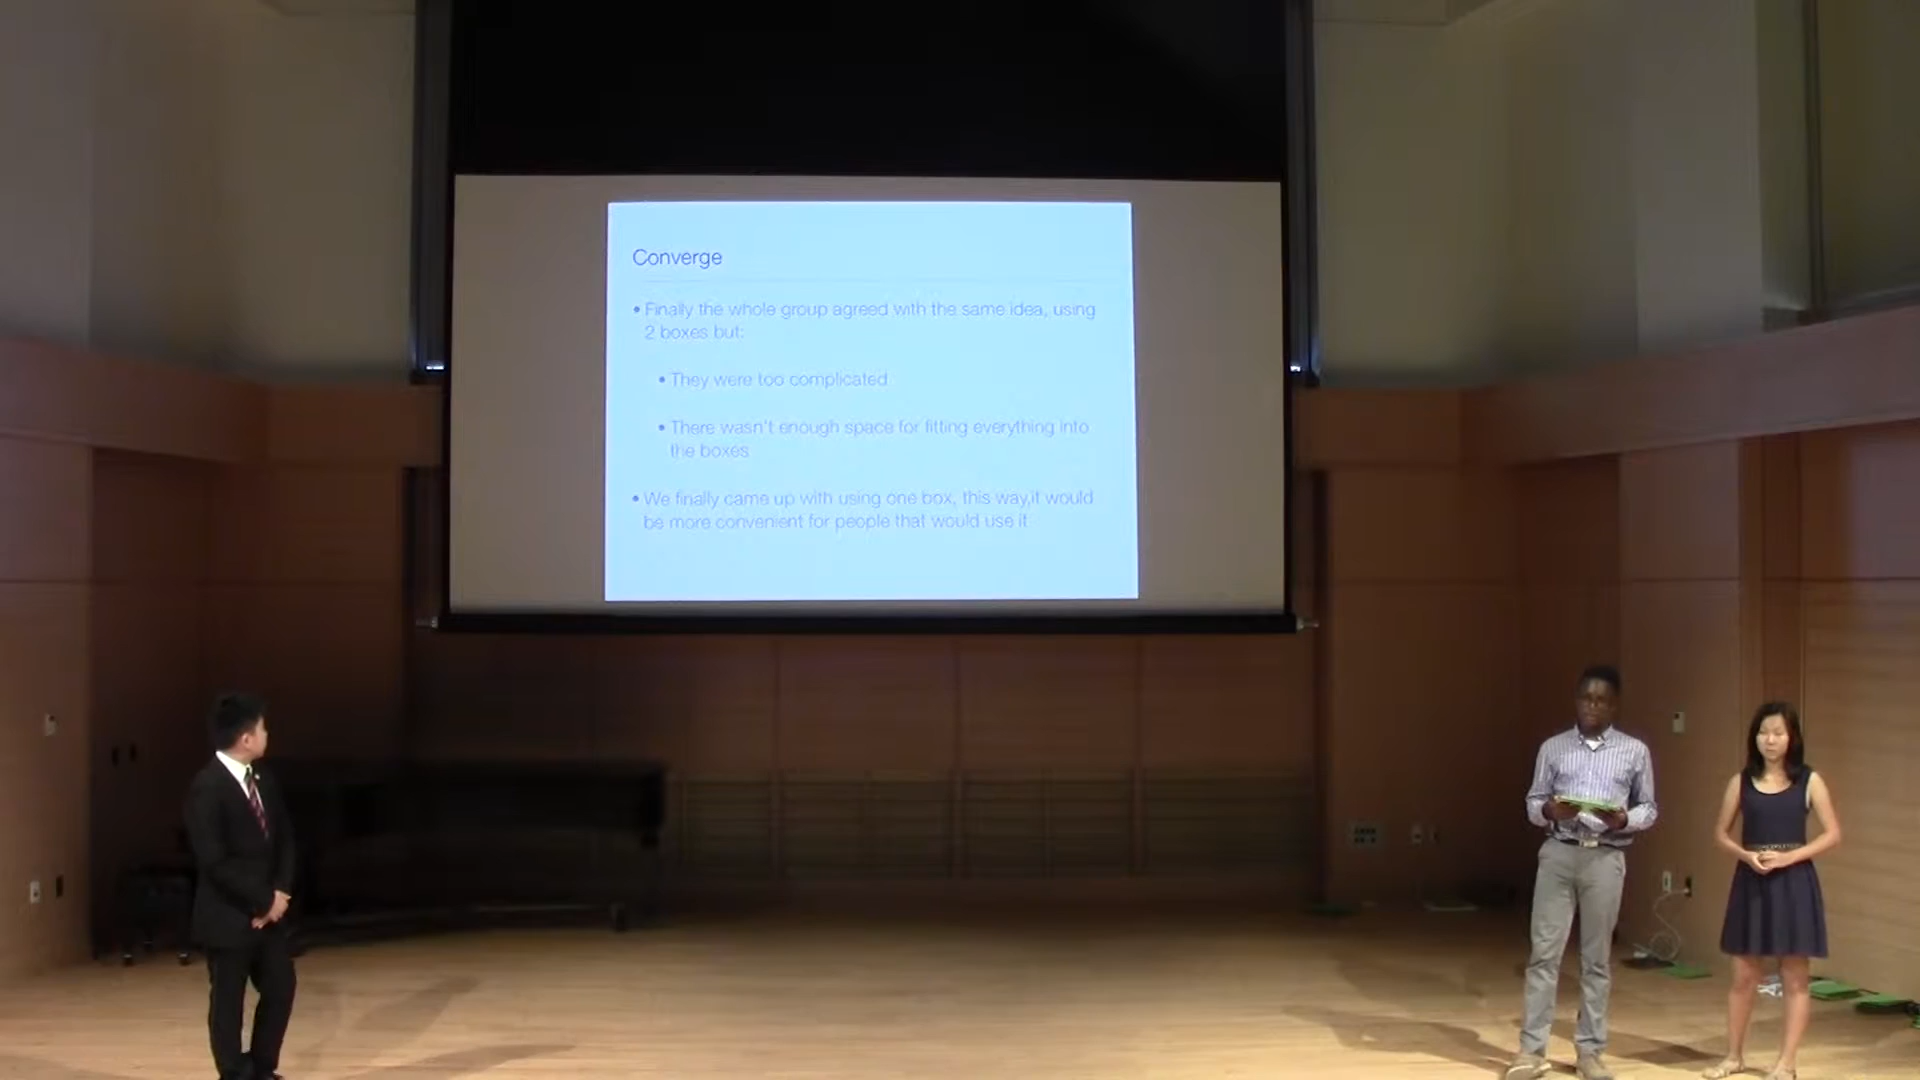 Converge
• Finally the whole group agreed with the same idea, using
2 boxes but:
• They were too complicated
• There wasn't enough space for fitting everything into
the boxes
• We finally came up with using one box, this way,it would
be more convenient for people that would use it